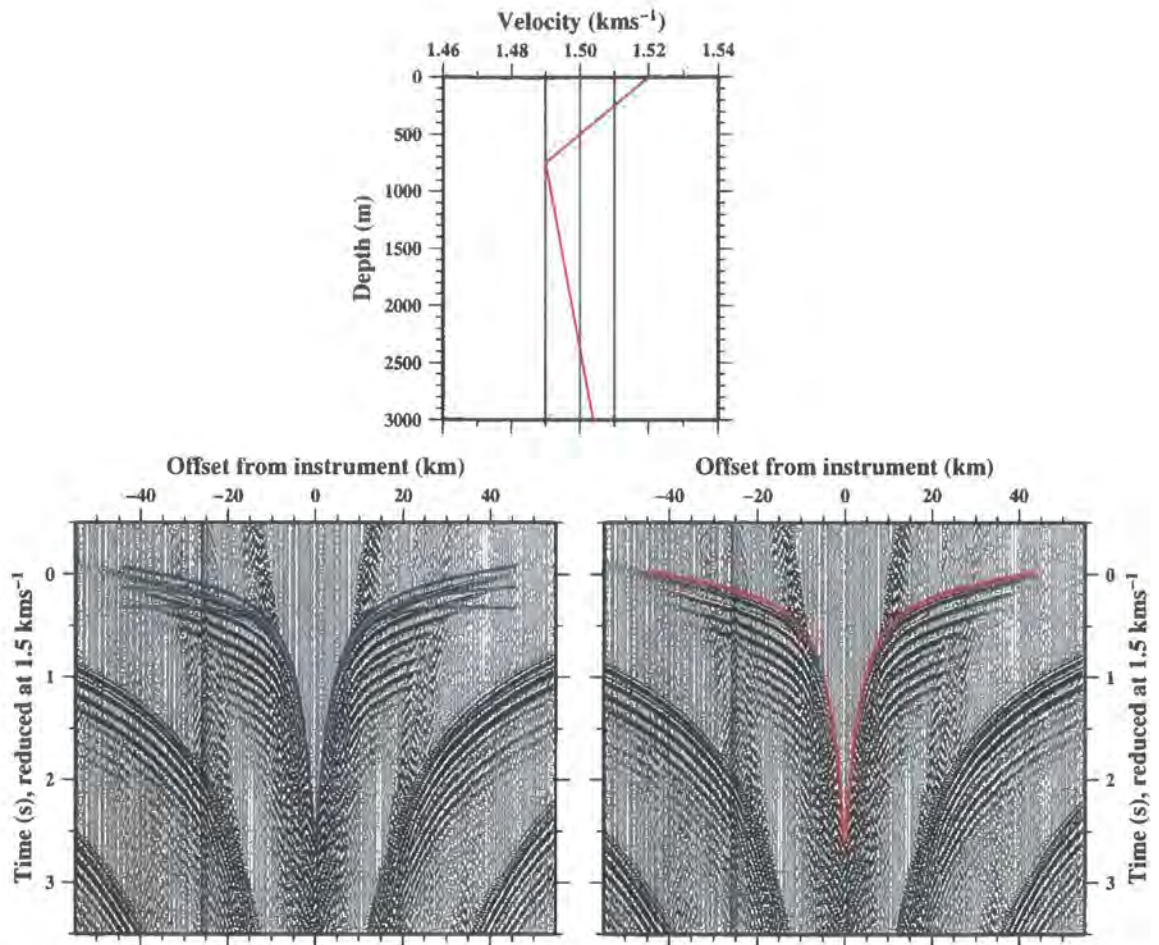 Velocity (kms⁻¹)
1.46 1.48 1.50 1.52 1.54
0
500
1000
1500
2000
2500
3000
Depth (m)
Offset from instrument (km)
−40 −20 0 20 40
0
1
2
3
Time (s), reduced at 1.5 kms⁻¹
Offset from instrument (km)
−40 −20 0 20 40
0
1
2
3
Time (s), reduced at 1.5 kms⁻¹